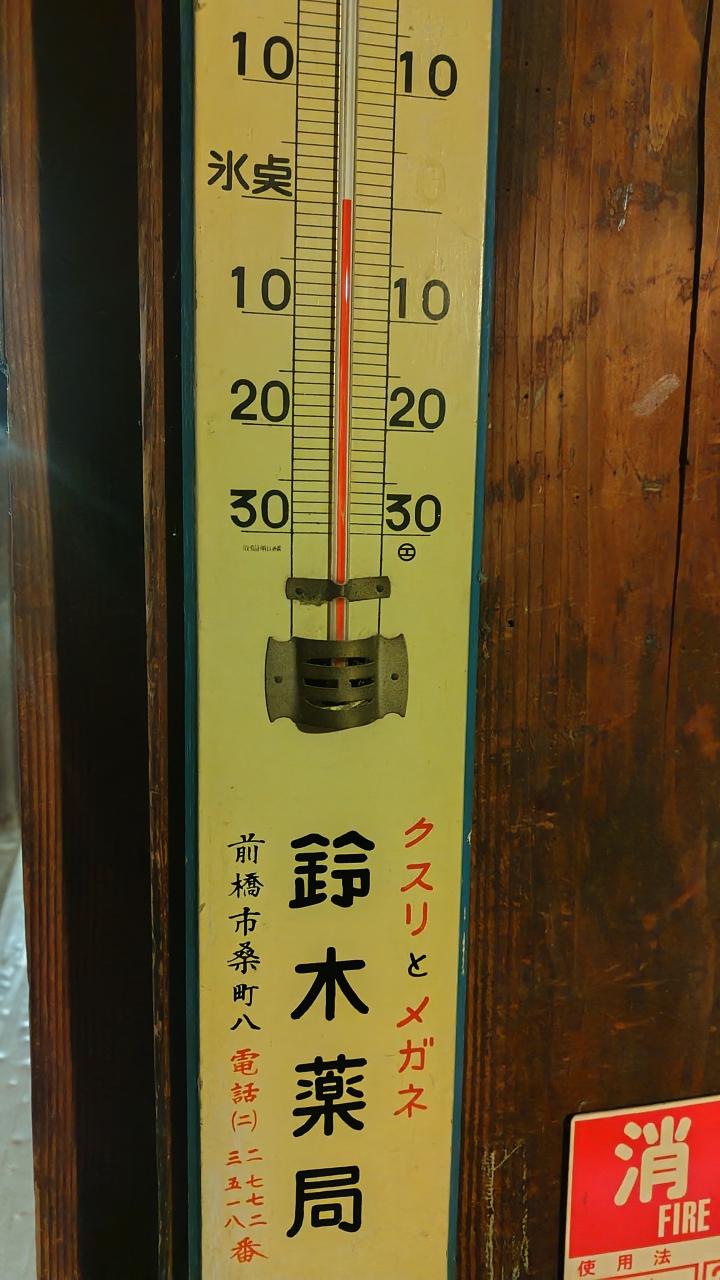 10 10
氷点
10 10
20 20
30 30
クスリとメガネ
鈴木薬局
前橋市桑町八
電話(二)二七七二
三五一八番
消
FIRE
使用法